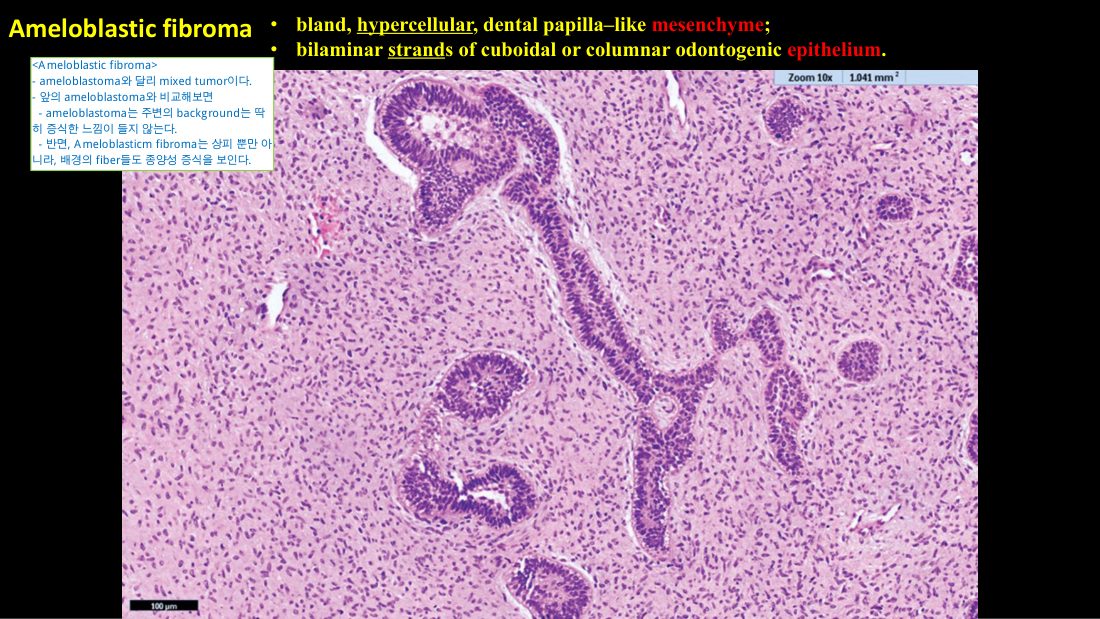 Ameloblastic fibroma
• bland, hypercellular, dental papilla–like mesenchyme;
• bilaminar strands of cuboidal or columnar odontogenic epithelium.
<Ameloblastic fibroma>
- ameloblastoma와 달리 mixed tumor이다.
- 앞의 ameloblastoma와 비교해보면
- ameloblastoma는 주변의 background는 딱
히 증식한 느낌이 들지 않는다.
- 반면, Ameloblasticm fibroma는 상피 뿐만 아
니라, 배경의 fiber들도 종양성 증식을 보인다.
Zoom 10x 1.041 mm²
100 µm